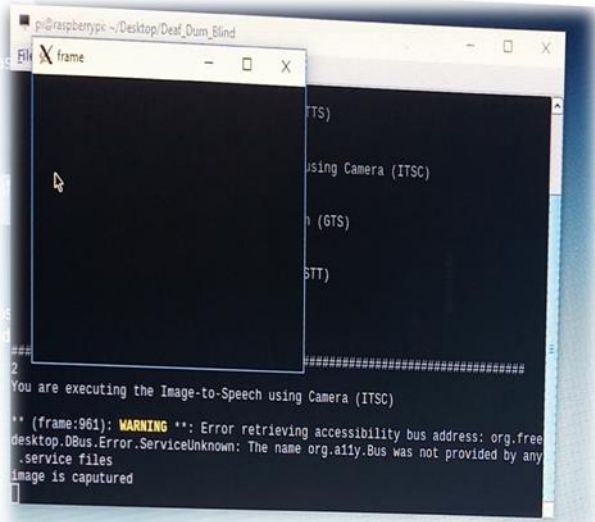 pi@raspberrypi: ~/Desktop/Deaf_Dum_Blind
frame
TTS)
using Camera (ITSC)
(GTS)
STT)
2
You are executing the Image-to-Speech using Camera (ITSC)
** (frame:961): WARNING **: Error retrieving accessibility bus address: org.free
desktop.DBus.Error.ServiceUnknown: The name org.a11y.Bus was not provided by any
.service files
image is caputured